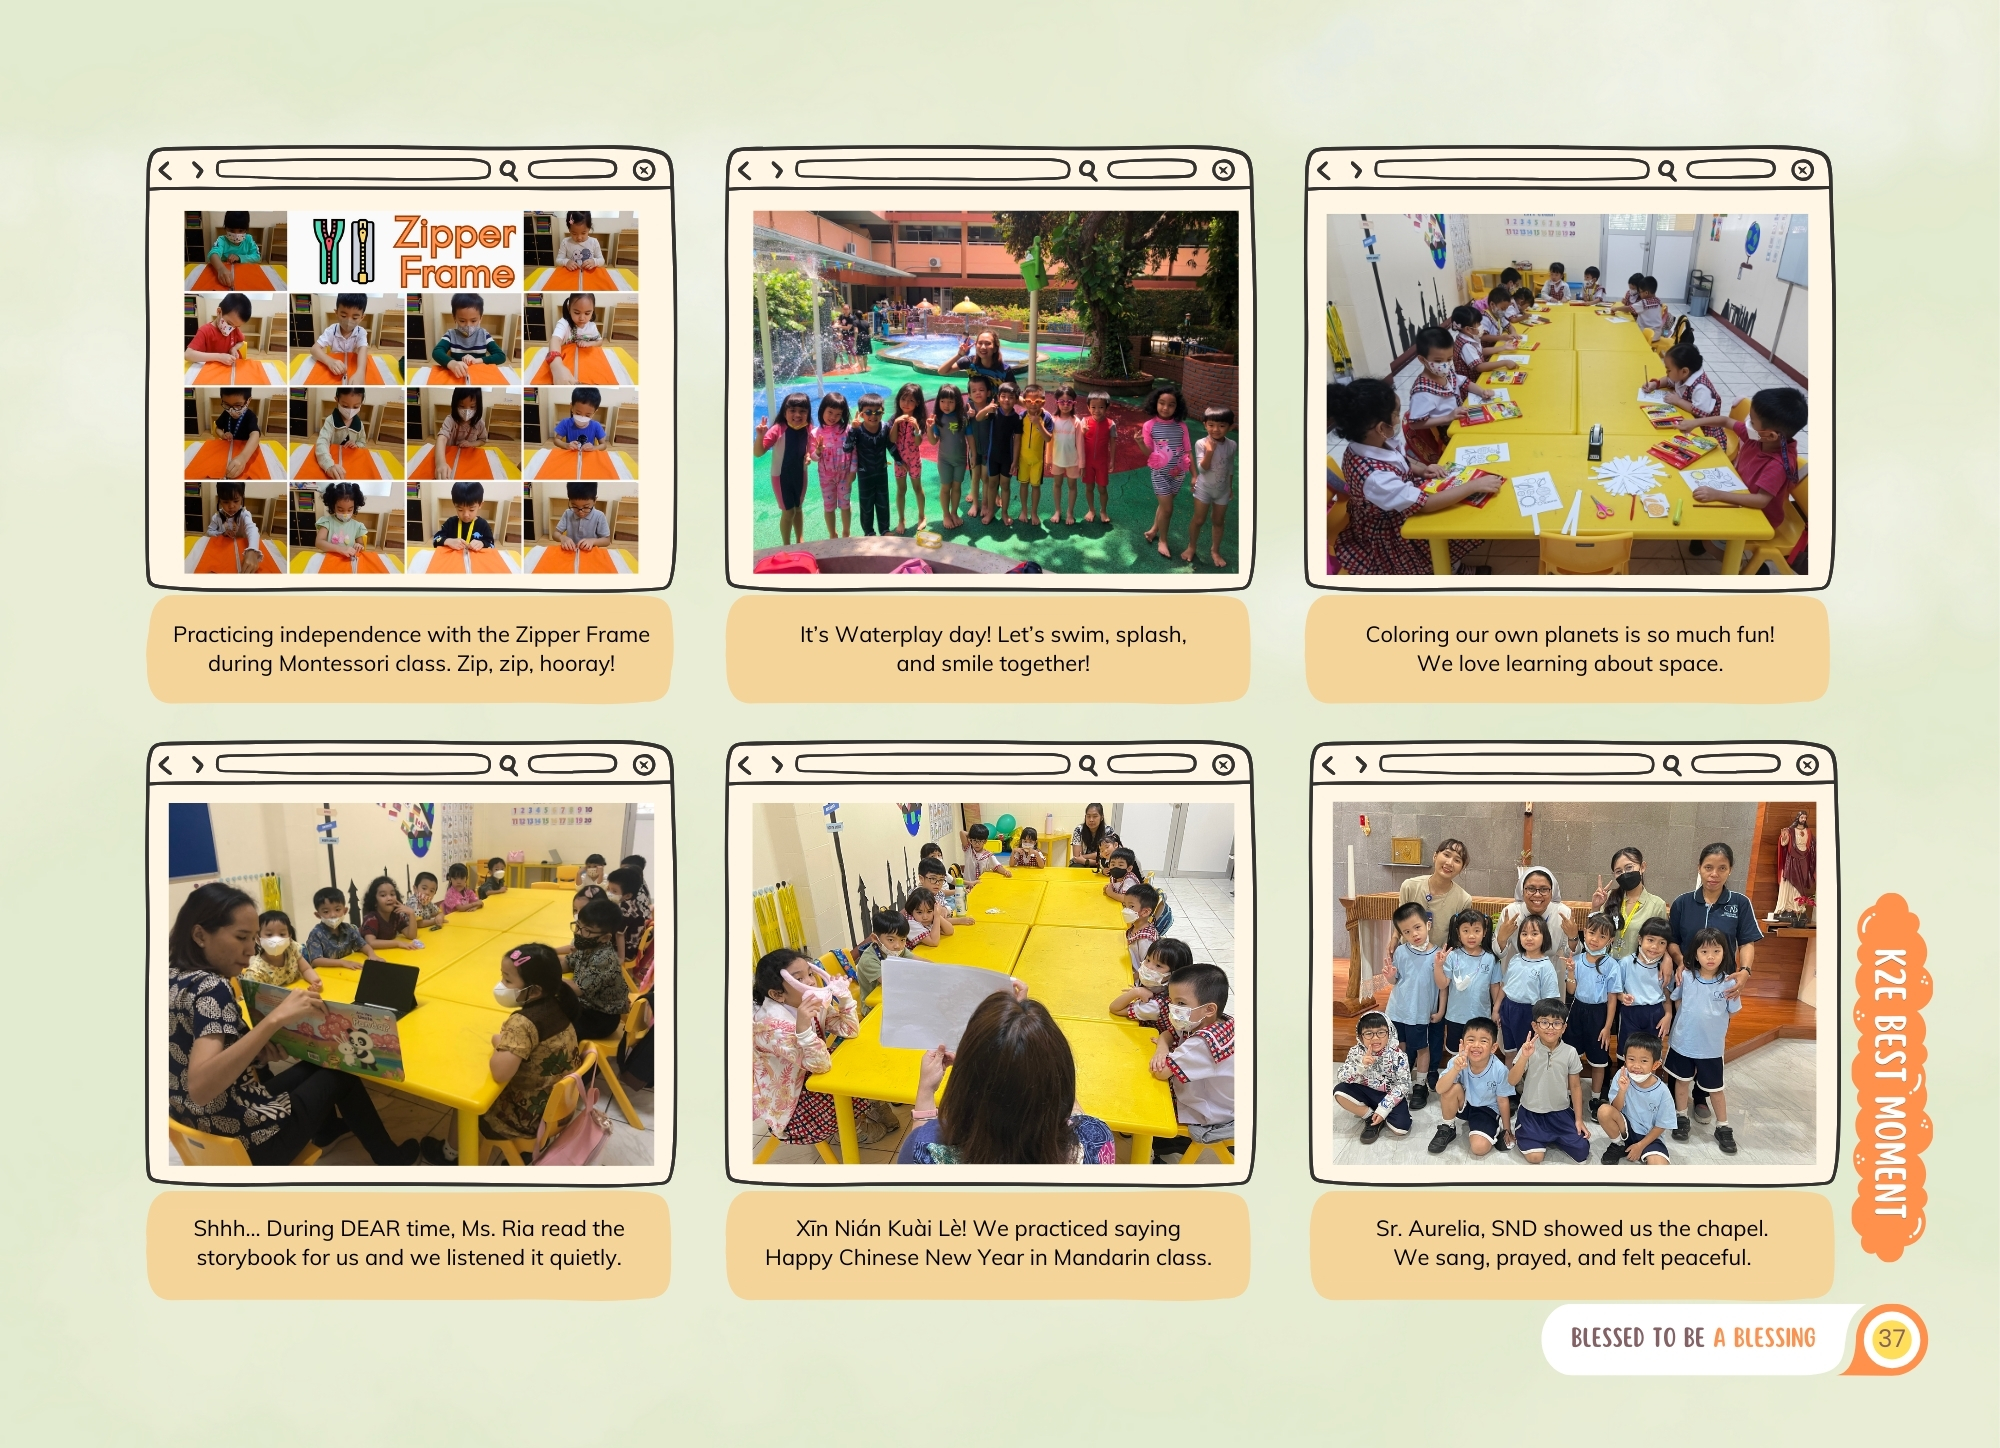 Zipper
Frame
Practicing independence with the Zipper Frame
during Montessori class. Zip, zip, hooray!
It's Waterplay day! Let's swim, splash,
and smile together!
Coloring our own planets is so much fun!
We love learning about space.
Shhh... During DEAR time, Ms. Ria read the
storybook for us and we listened it quietly.
Xīn Nián Kuài Lè! We practiced saying
Happy Chinese New Year in Mandarin class.
Sr. Aurelia, SND showed us the chapel.
We sang, prayed, and felt peaceful.
K2E BEST MOMENT
BLESSED TO BE A BLESSING
37